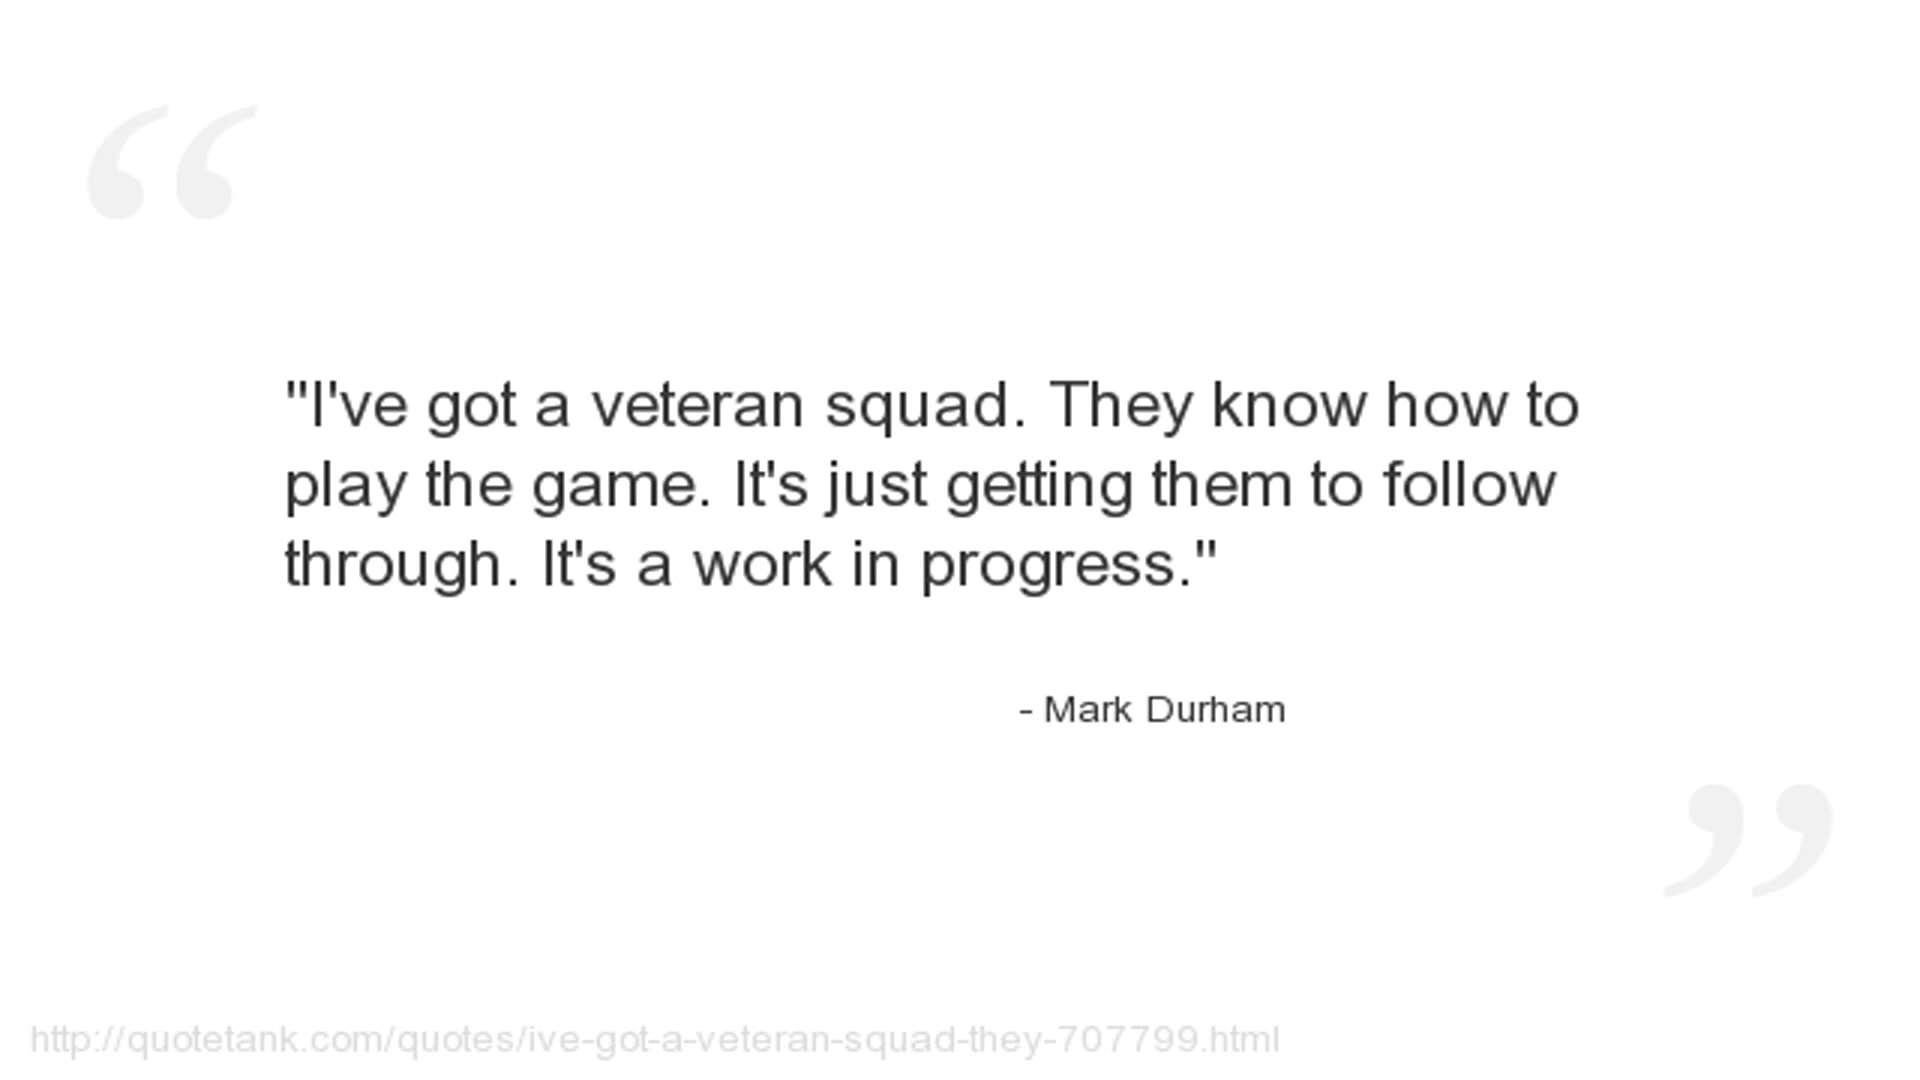 "I've got a veteran squad. They know how to
play the game. It's just getting them to follow
through. It's a work in progress."
- Mark Durham
http://quotetank.com/quotes/ive-got-a-veteran-squad-they-707799.html